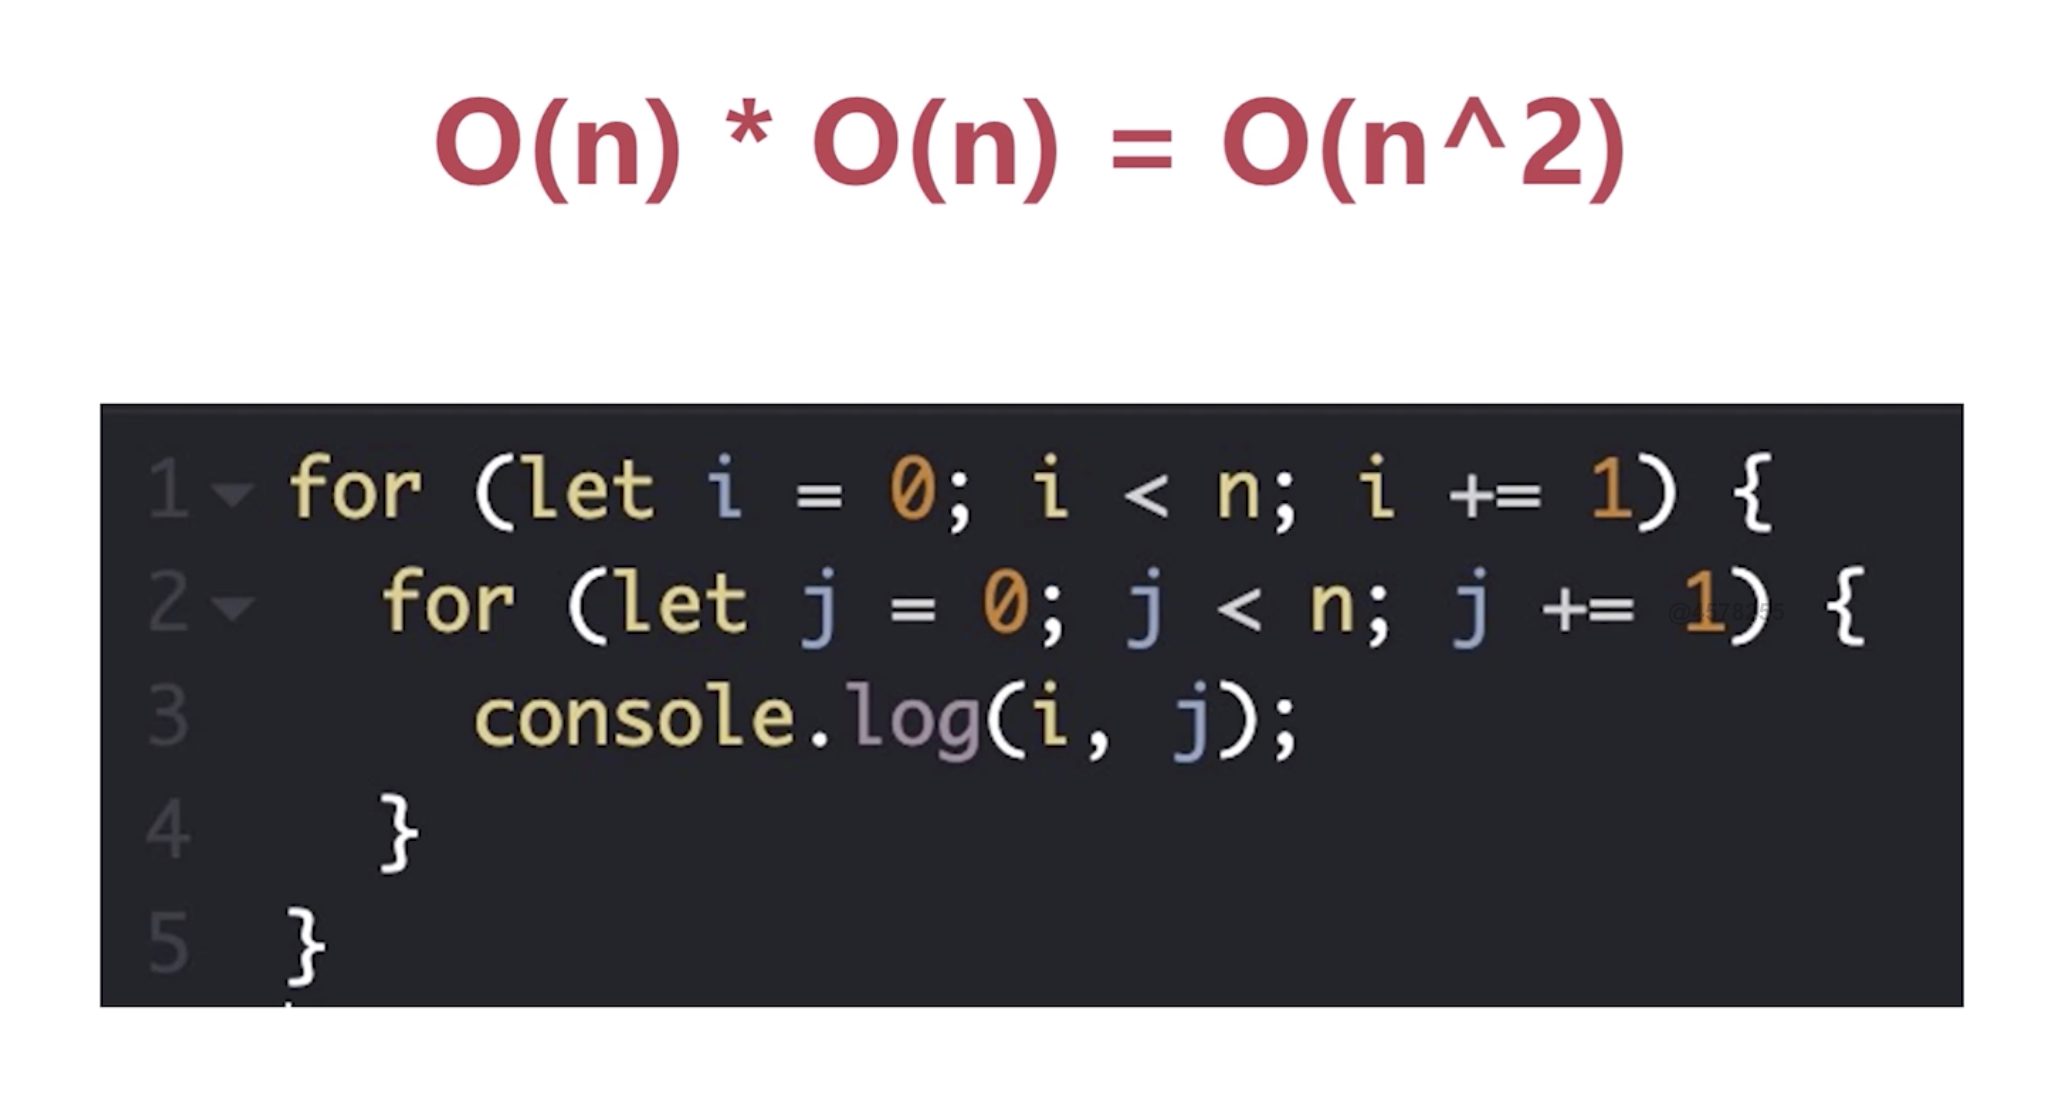 O(n) * O(n) = O(n^2)
1 for (let i = 0; i < n; i += 1) {
2 for (let j = 0; j < n; j += 1) {
3 console.log(i, j);
4 }
5 }